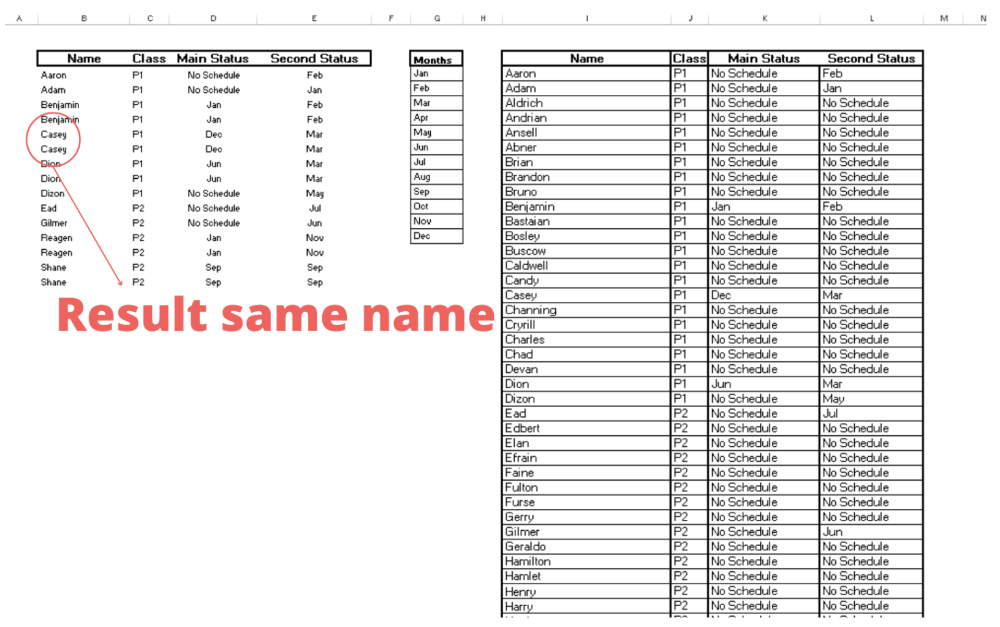 A B C D E F G H I J K L M N
Name Class Main Status Second Status
Aaron P1 No Schedule Feb
Adam P1 No Schedule Jan
Benjamin P1 Jan Feb
Benjamin P1 Jan Feb
Casey P1 Dec Mar
Casey P1 Dec Mar
Dion P1 Jun Mar
Dion P1 Jun Mar
Dizon P1 No Schedule May
Ead P2 No Schedule Jul
Gilmer P2 No Schedule Jun
Reagen P2 Jan Nov
Reagen P2 Jan Nov
Shane P2 Sep Sep
Shane P2 Sep Sep
Result same name
Months
Jan
Feb
Mar
Apr
May
Jun
Jul
Aug
Sep
Oct
Nov
Dec
Name Class Main Status Second Status
Aaron P1 No Schedule Feb
Adam P1 No Schedule Jan
Aldrich P1 No Schedule No Schedule
Andrian P1 No Schedule No Schedule
Ansell P1 No Schedule No Schedule
Abner P1 No Schedule No Schedule
Brian P1 No Schedule No Schedule
Brandon P1 No Schedule No Schedule
Bruno P1 No Schedule No Schedule
Benjamin P1 Jan Feb
Bastaian P1 No Schedule No Schedule
Bosley P1 No Schedule No Schedule
Buscow P1 No Schedule No Schedule
Caldwell P1 No Schedule No Schedule
Candy P1 No Schedule No Schedule
Casey P1 Dec Mar
Channing P1 No Schedule No Schedule
Cryrill P1 No Schedule No Schedule
Charles P1 No Schedule No Schedule
Chad P1 No Schedule No Schedule
Devan P1 No Schedule No Schedule
Dion P1 Jun Mar
Dizon P1 No Schedule May
Ead P2 No Schedule Jul
Edbert P2 No Schedule No Schedule
Elan P2 No Schedule No Schedule
Efrain P2 No Schedule No Schedule
Faine P2 No Schedule No Schedule
Fulton P2 No Schedule No Schedule
Furse P2 No Schedule No Schedule
Gerry P2 No Schedule No Schedule
Gilmer P2 No Schedule Jun
Geraldo P2 No Schedule No Schedule
Hamilton P2 No Schedule No Schedule
Hamlet P2 No Schedule No Schedule
Henry P2 No Schedule No Schedule
Harry P2 No Schedule No Schedule